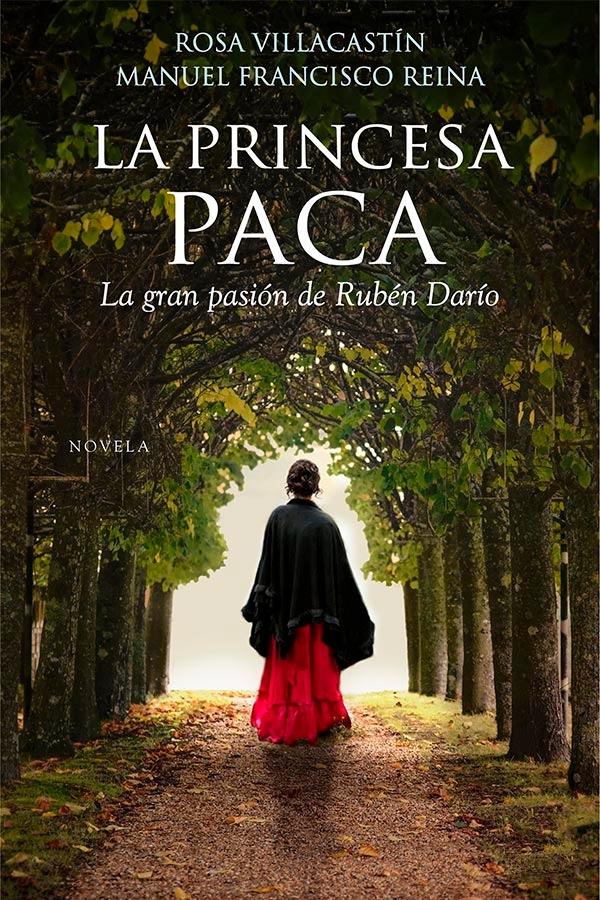 ROSA VILLACASTÍN
MANUEL FRANCISCO REINA
LA PRINCESA
PACA
La gran pasión de Rubén Darío
NOVELA